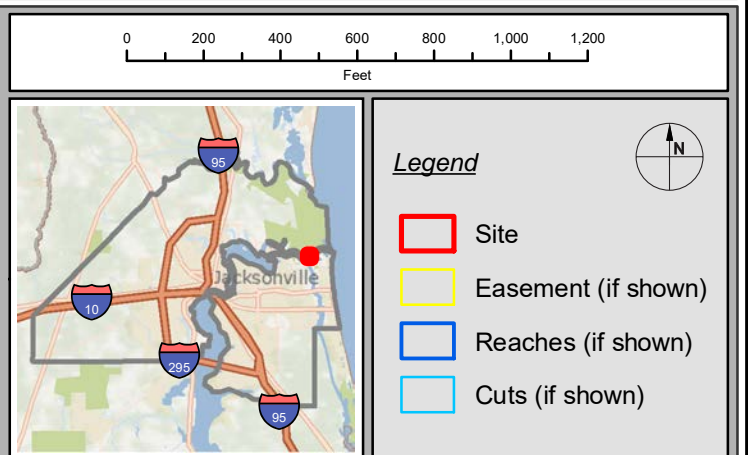 0 200 400 600 800 1,000 1,200
Feet
95
Jacksonville
10
295
95
Legend
N
Site
Easement (if shown)
Reaches (if shown)
Cuts (if shown)